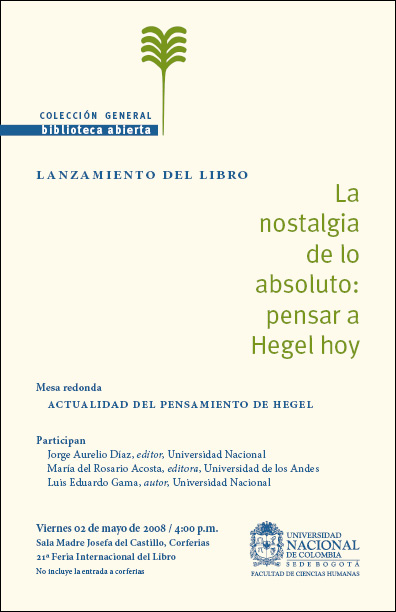 COLECCIÓN GENERAL
biblioteca abierta
LANZAMIENTO DEL LIBRO
La
nostalgia
de lo
absoluto:
pensar a
Hegel hoy
Mesa redonda
ACTUALIDAD DEL PENSAMIENTO DE HEGEL
Participan
Jorge Aurelio Díaz, editor, Universidad Nacional
María del Rosario Acosta, editora, Universidad de los Andes
Luis Eduardo Gama, autor, Universidad Nacional
Viernes 02 de mayo de 2008 / 4:00 p.m.
Sala Madre Josefa del Castillo, Corferias
21ª Feria Internacional del Libro
No incluye la entrada a corferias
UNIVERSIDAD
NACIONAL
DE COLOMBIA
SEDE BOGOTÁ
FACULTAD DE CIENCIAS HUMANAS